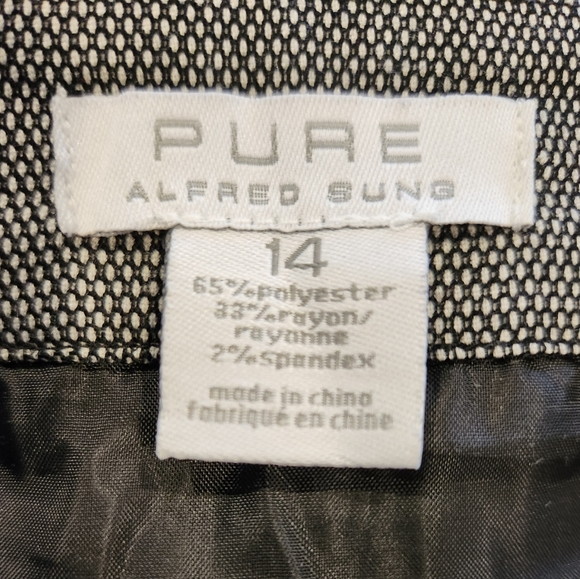 PURE
ALFRED SUNG
14
65%polyester
33%rayon/
rayonne
2%spandex
made in china
fabriqué en chine